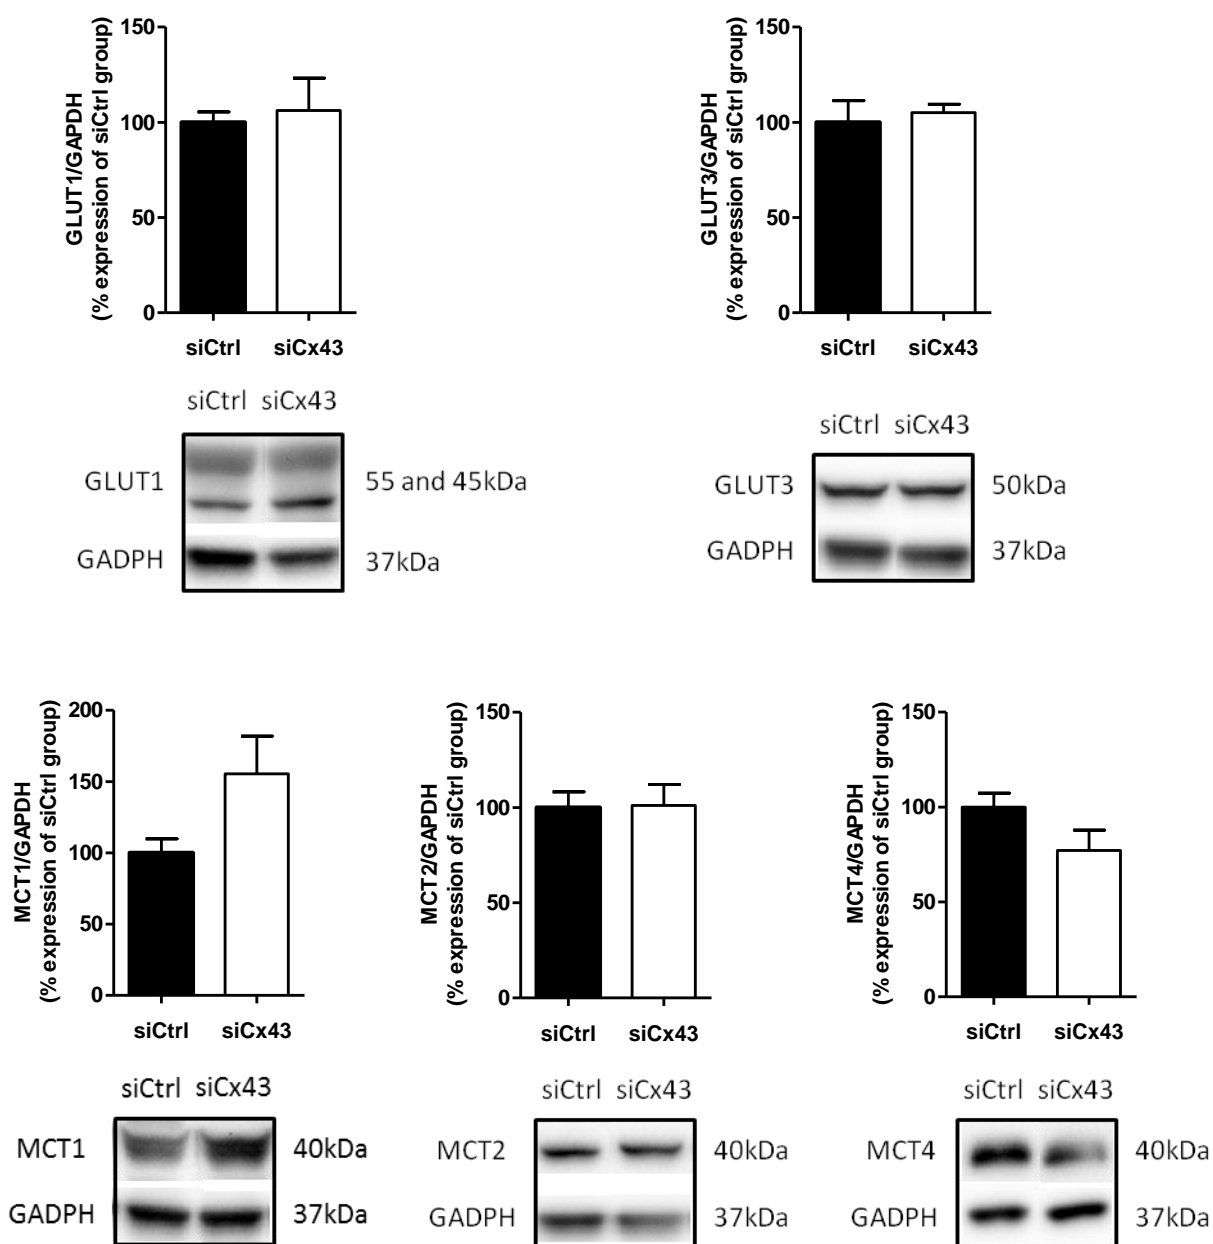 GLUT1/GAPDH
(% expression of siCtrl group)
150
100
50
0
siCtrl siCx43
siCtrl siCx43
GLUT1 55 and 45kDa
GADPH 37kDa
GLUT3/GAPDH
(% expression of siCtrl group)
150
100
50
0
siCtrl siCx43
siCtrl siCx43
GLUT3 50kDa
GADPH 37kDa
MCT1/GAPDH
(% expression of siCtrl group)
200
150
100
50
0
siCtrl siCx43
siCtrl siCx43
MCT1 40kDa
GADPH 37kDa
MCT2/GAPDH
(% expression of siCtrl group)
150
100
50
0
siCtrl siCx43
siCtrl siCx43
MCT2 40kDa
GADPH 37kDa
MCT4/GAPDH
(% expression of siCtrl group)
150
100
50
0
siCtrl siCx43
siCtrl siCx43
MCT4 40kDa
GADPH 37kDa